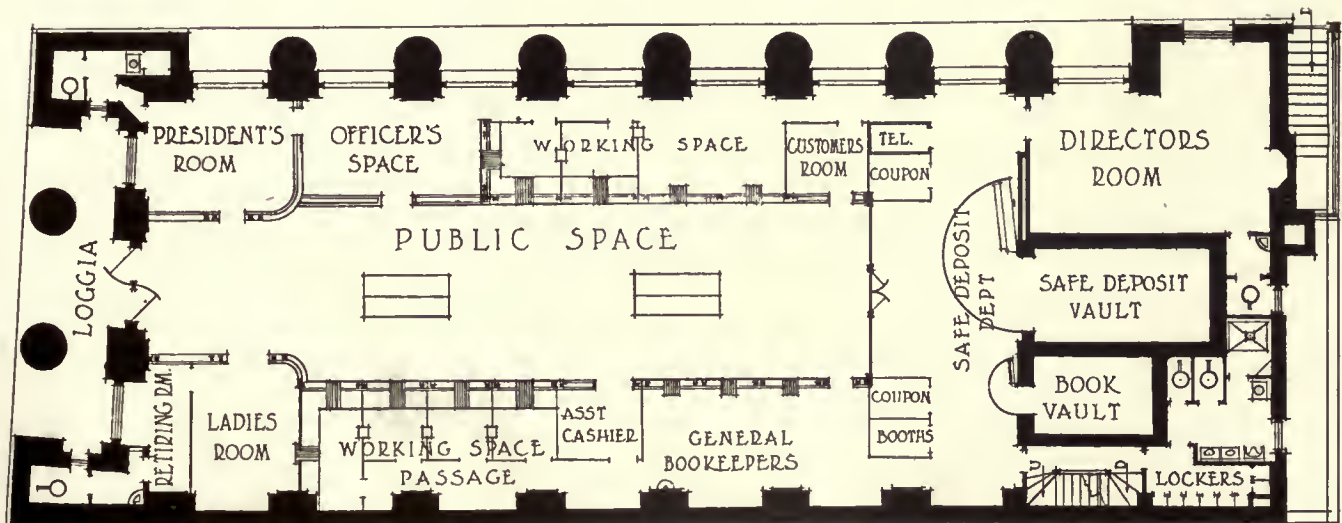 PRESIDENT'S
ROOM
OFFICER'S
SPACE
WORKING SPACE
CUSTOMERS
ROOM
TEL.
COUPON
DIRECTORS
ROOM
PUBLIC SPACE
LOGGIA
SAFE DEPOSIT
DEPT
SAFE DEPOSIT
VAULT
BOOK
VAULT
RETIRING RM.
LADIES
ROOM
WORKING SPACE
PASSAGE
ASST
CASHIER
GENERAL
BOOKEEPERS
COUPON
BOOTHS
U
D
LOCKERS